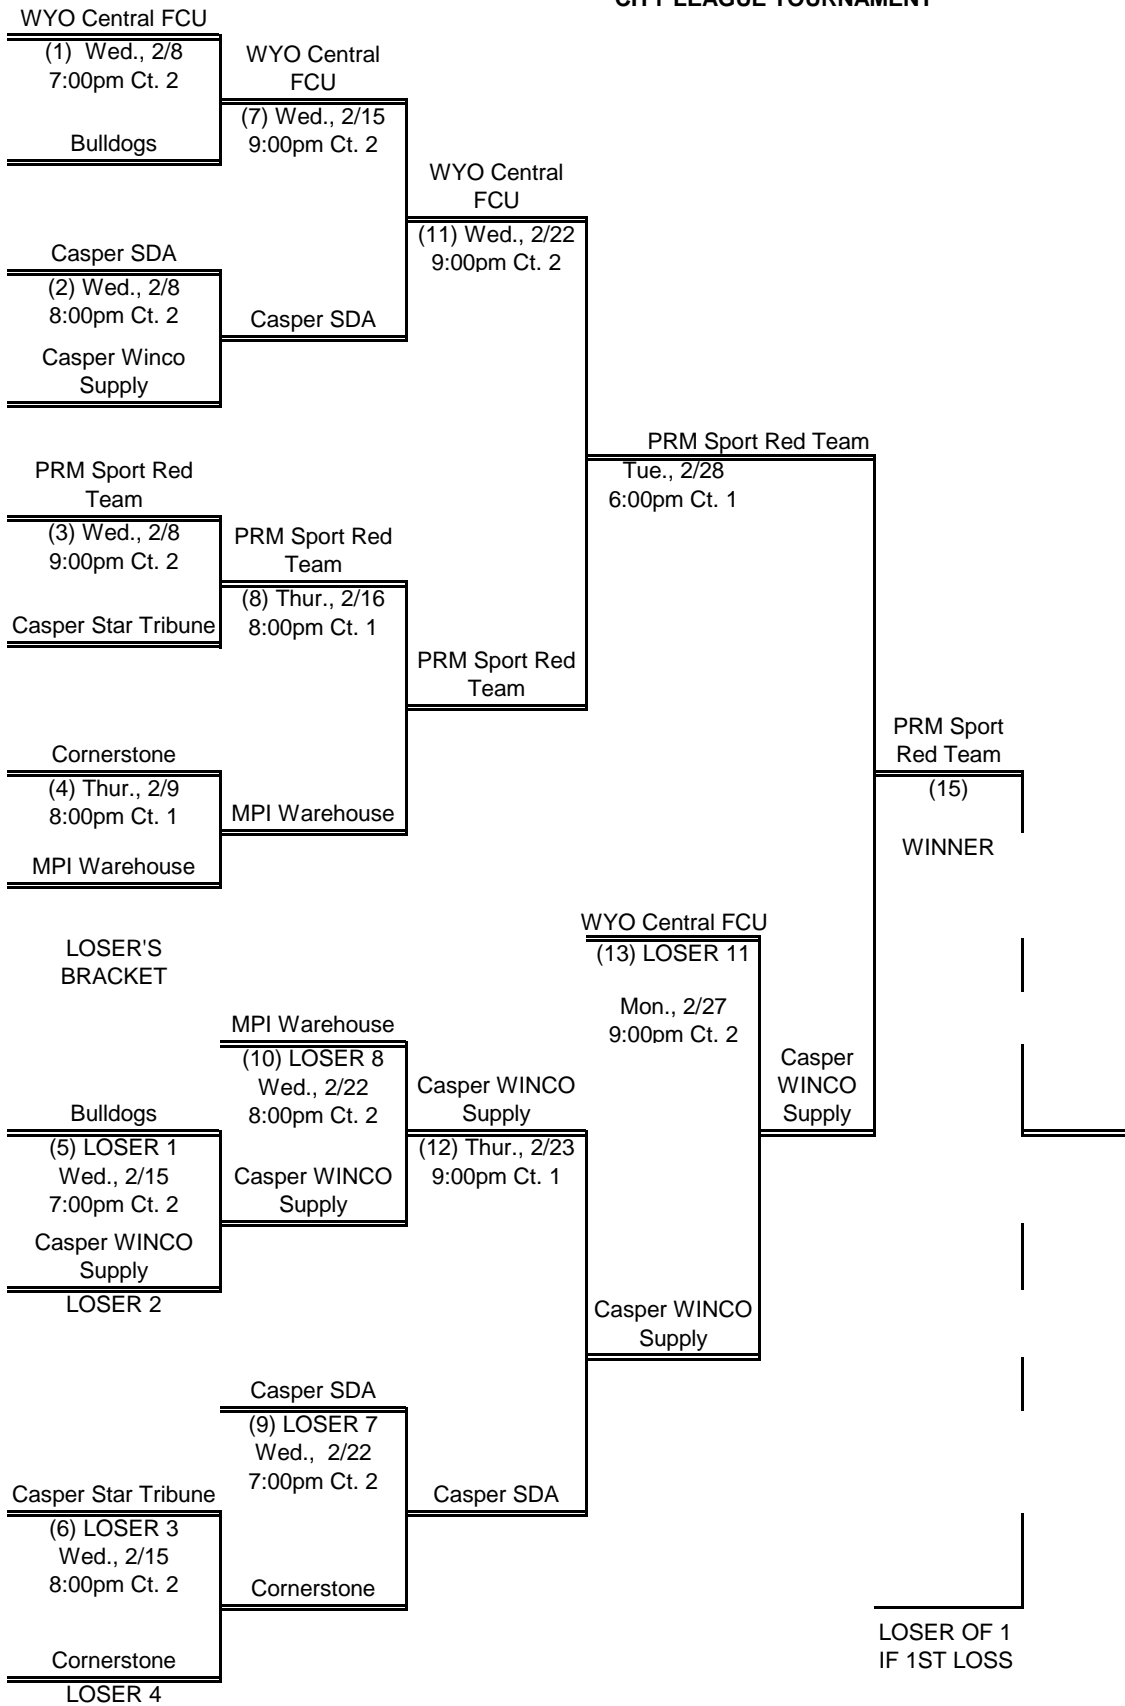 CITY LEAGUE TOURNAMENT
WYO Central FCU
(1) Wed., 2/8
7:00pm Ct. 2
Bulldogs
Casper SDA
(2) Wed., 2/8
8:00pm Ct. 2
Casper Winco
Supply
PRM Sport Red
Team
(3) Wed., 2/8
9:00pm Ct. 2
Casper Star Tribune
Cornerstone
(4) Thur., 2/9
8:00pm Ct. 1
MPI Warehouse
WYO Central
FCU
(7) Wed., 2/15
9:00pm Ct. 2
Casper SDA
PRM Sport Red
Team
(8) Thur., 2/16
8:00pm Ct. 1
MPI Warehouse
WYO Central
FCU
(11) Wed., 2/22
9:00pm Ct. 2
PRM Sport Red
Team
PRM Sport Red Team
Tue., 2/28
6:00pm Ct. 1
PRM Sport
Red Team
(15)
WINNER
LOSER'S
BRACKET
Bulldogs
(5) LOSER 1
Wed., 2/15
7:00pm Ct. 2
Casper WINCO
Supply
LOSER 2
Casper Star Tribune
(6) LOSER 3
Wed., 2/15
8:00pm Ct. 2
Cornerstone
LOSER 4
MPI Warehouse
(10) LOSER 8
Wed., 2/22
8:00pm Ct. 2
Casper WINCO
Supply
Casper SDA
(9) LOSER 7
Wed., 2/22
7:00pm Ct. 2
Cornerstone
Casper WINCO
Supply
(12) Thur., 2/23
9:00pm Ct. 1
Casper SDA
WYO Central FCU
(13) LOSER 11
Mon., 2/27
9:00pm Ct. 2
Casper WINCO
Supply
Casper
WINCO
Supply
LOSER OF 1
IF 1ST LOSS